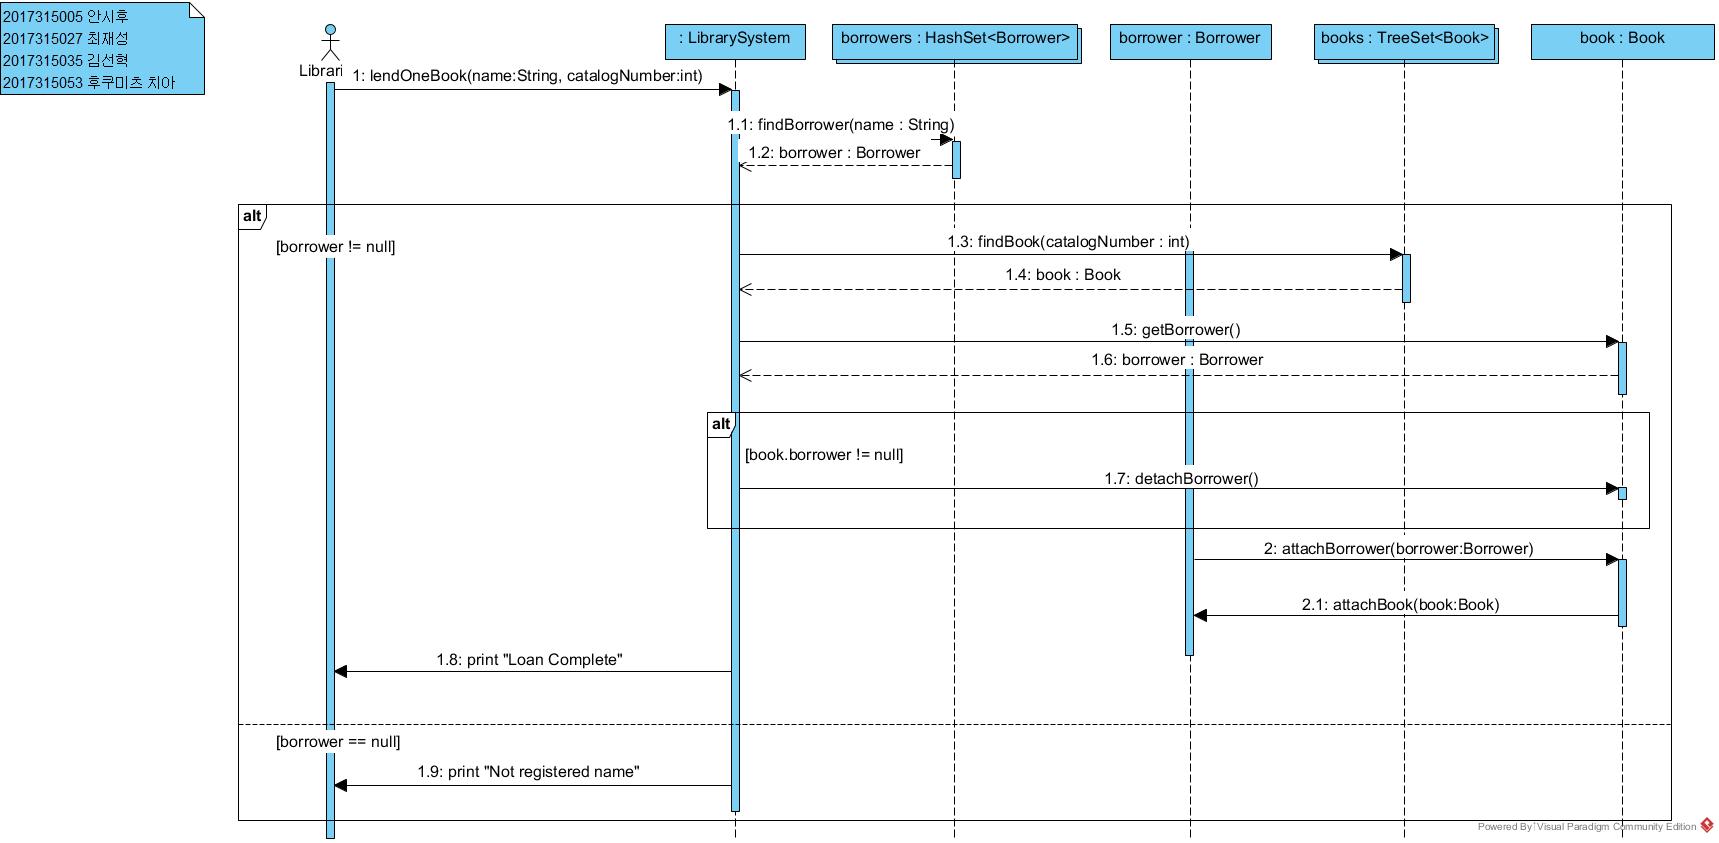 2017315005 안시후
2017315027 최재성
2017315035 김선혁
2017315053 후쿠미츠 치아
Librari
: LibrarySystem
borrowers : HashSet<Borrower>
borrower : Borrower
books : TreeSet<Book>
book : Book
1: lendOneBook(name:String, catalogNumber:int)
1.1: findBorrower(name : String)
1.2: borrower : Borrower
alt
[borrower != null]
1.3: findBook(catalogNumber : int)
1.4: book : Book
1.5: getBorrower()
1.6: borrower : Borrower
alt
[book.borrower != null]
1.7: detachBorrower()
2: attachBorrower(borrower:Borrower)
2.1: attachBook(book:Book)
1.8: print "Loan Complete"
[borrower == null]
1.9: print "Not registered name"
Powered By Visual Paradigm Community Edition